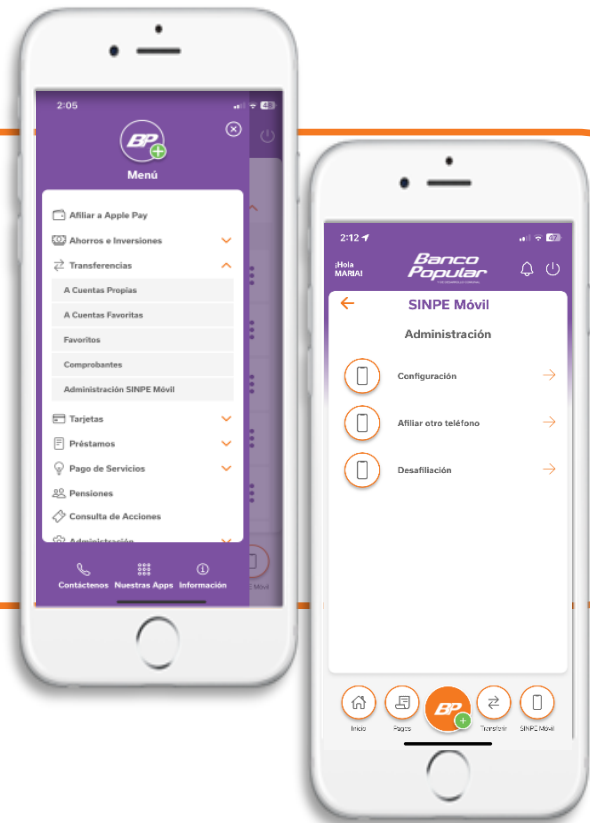 2:05
BP
Menú
Afiliar a Apple Pay
Ahorros e Inversiones
Transferencias
A Cuentas Propias
A Cuentas Favoritas
Favoritos
Comprobantes
Administración SINPE Móvil
Tarjetas
Préstamos
Pago de Servicios
Pensiones
Consulta de Acciones
Administración
Contáctenos Nuestras Apps Información
Móvil
2:12
¡Hola
MARIA!
Banco
Popular
SINPE Móvil
Administración
Configuración
Afiliar otro teléfono
Desafiliación
BP
Inicio Pagos Transferir SINPE Móvil